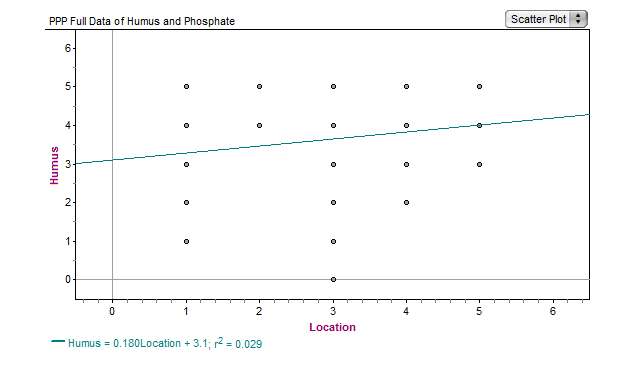 PPP Full Data of Humus and Phosphate
Scatter Plot
6
5
4
3
2
1
0
Humus
0 1 2 3 4 5 6
Location
Humus = 0.180Location + 3.1; r² = 0.029